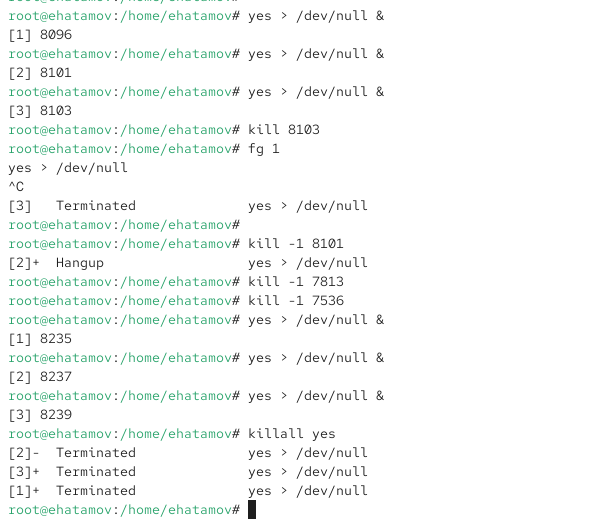 root@ehatamov:/home/ehatamov# yes > /dev/null &
[1] 8096
root@ehatamov:/home/ehatamov# yes > /dev/null &
[2] 8101
root@ehatamov:/home/ehatamov# yes > /dev/null &
[3] 8103
root@ehatamov:/home/ehatamov# kill 8103
root@ehatamov:/home/ehatamov# fg 1
yes > /dev/null
^C
[3]   Terminated              yes > /dev/null
root@ehatamov:/home/ehatamov#
root@ehatamov:/home/ehatamov# kill -1 8101
[2]+  Hangup                  yes > /dev/null
root@ehatamov:/home/ehatamov# kill -1 7813
root@ehatamov:/home/ehatamov# kill -1 7536
root@ehatamov:/home/ehatamov# yes > /dev/null &
[1] 8235
root@ehatamov:/home/ehatamov# yes > /dev/null &
[2] 8237
root@ehatamov:/home/ehatamov# yes > /dev/null &
[3] 8239
root@ehatamov:/home/ehatamov# killall yes
[2]-  Terminated              yes > /dev/null
[3]+  Terminated              yes > /dev/null
[1]+  Terminated              yes > /dev/null
root@ehatamov:/home/ehatamov#